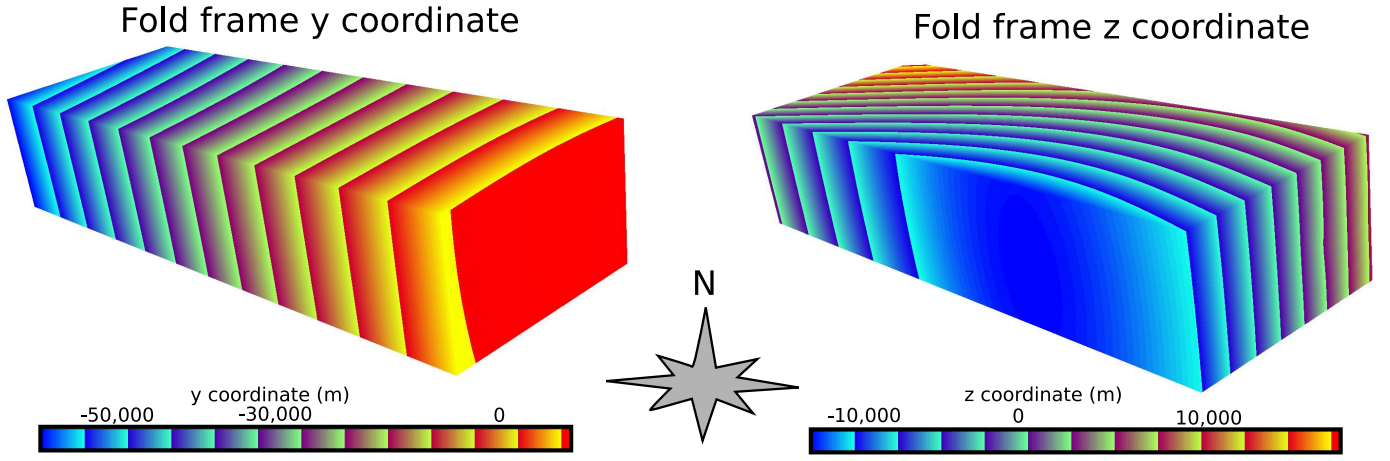 Fold frame y coordinate
Fold frame z coordinate
N
y coordinate (m)
-50,000 -30,000 0
z coordinate (m)
-10,000 0 10,000